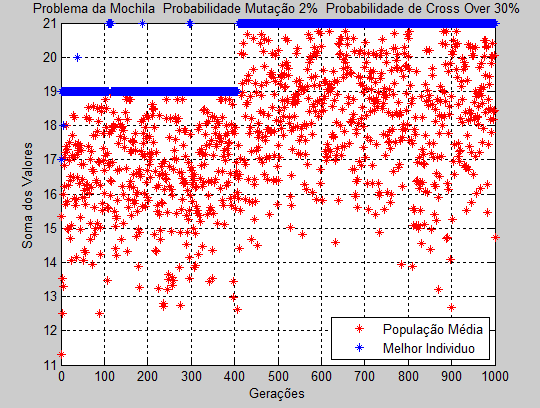 Problema da Mochila Probabilidade Mutação 2% Probabilidade de Cross Over 30%
21
20
19
18
17
16
15
14
13
12
11
Soma dos Valores
0 100 200 300 400 500 600 700 800 900 1000
Gerações
População Média
Melhor Individuo